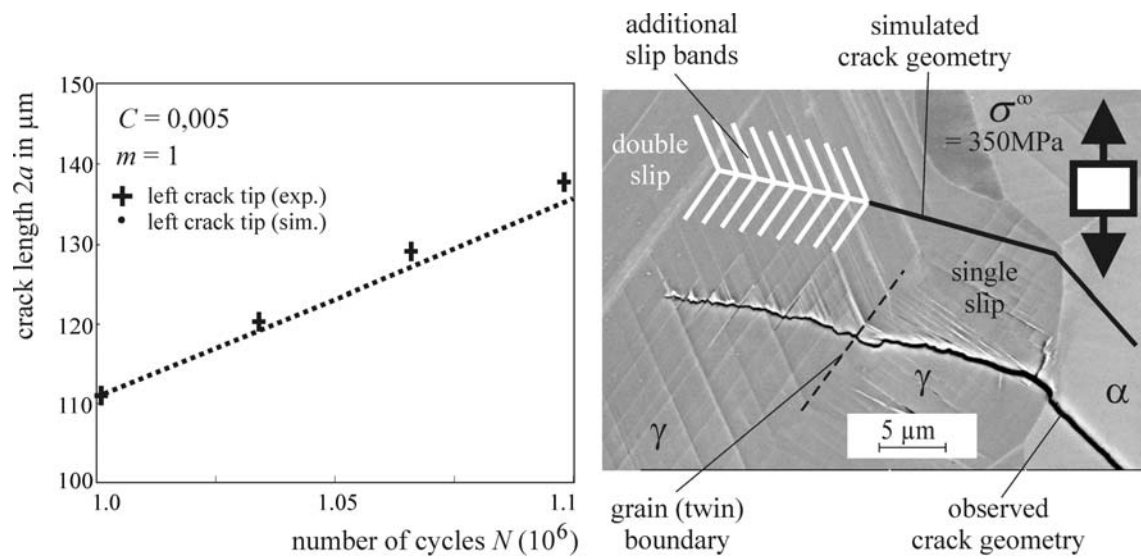 150
140
130
120
110
100
crack length 2a in μm
C = 0,005
m = 1
left crack tip (exp.)
left crack tip (sim.)
1.0
1.05
1.1
number of cycles N (10⁶)
additional
slip bands
simulated
crack geometry
double
slip
σ∞
= 350MPa
single
slip
γ
γ
α
5 μm
grain (twin)
boundary
observed
crack geometry